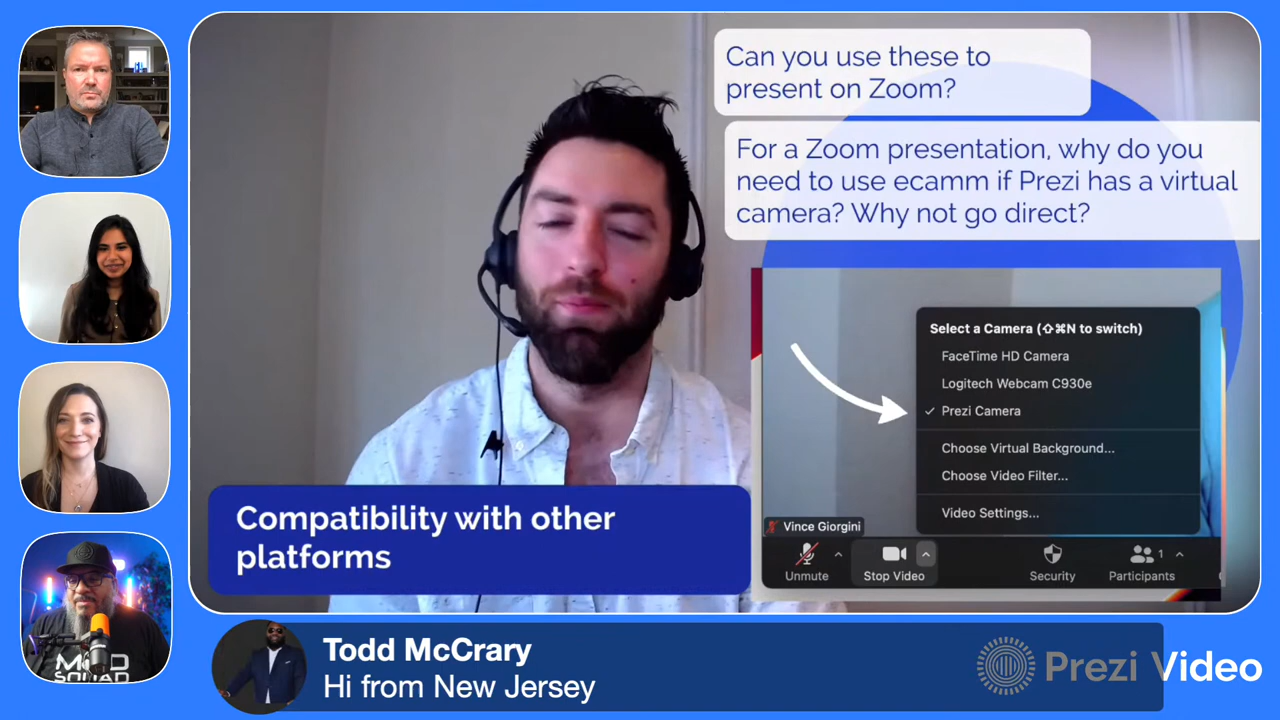 Can you use these to
present on Zoom?
For a Zoom presentation, why do you
need to use ecamm if Prezi has a virtual
camera? Why not go direct?
Select a Camera (⇧⌘N to switch)
FaceTime HD Camera
Logitech Webcam C930e
✓ Prezi Camera
Choose Virtual Background...
Choose Video Filter...
Video Settings...
Vince Giorgini
Unmute
Stop Video
Security
1
Participants
Compatibility with other
platforms
MOD
SQUAD
Todd McCrary
Hi from New Jersey
Prezi Video